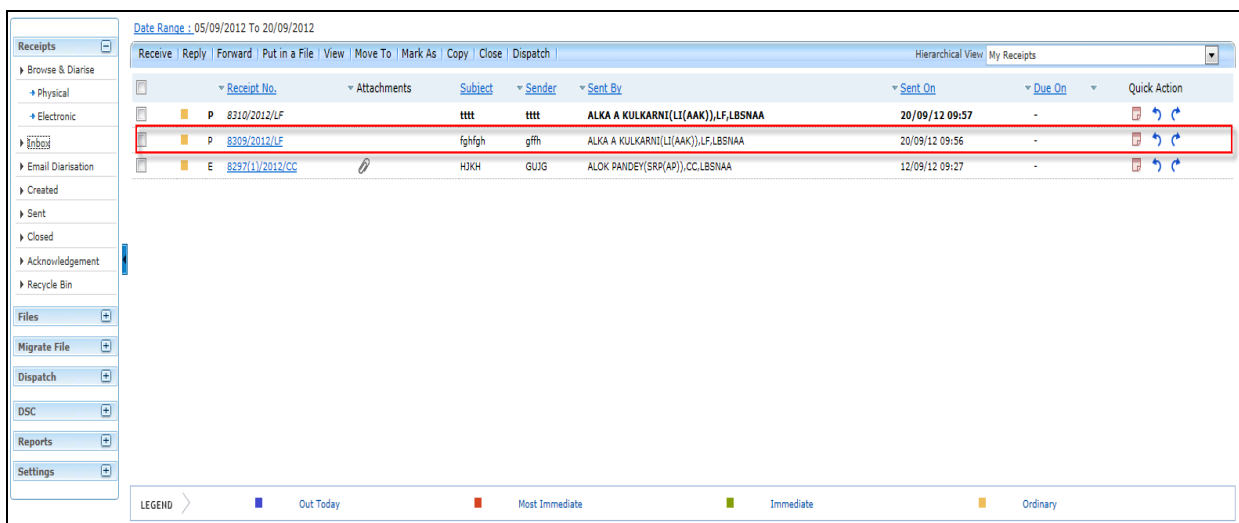 Date Range : 05/09/2012 To 20/09/2012
Receipts
Browse & Diarise
Physical
Electronic
Inbox
Email Diarisation
Created
Sent
Closed
Acknowledgement
Recycle Bin
Files
Migrate File
Dispatch
DSC
Reports
Settings
Receive | Reply | Forward | Put in a File | View | Move To | Mark As | Copy | Close | Dispatch | Hierarchical View My Receipts
Receipt No. Attachments Subject Sender Sent By Sent On Due On Quick Action
P 8310/2012/LF tttt tttt ALKA A KULKARNI(LI(AAK)),LF,LBSNAA 20/09/12 09:57 -
P 8309/2012/LF fghfgh gffh ALKA A KULKARNI(LI(AAK)),LF,LBSNAA 20/09/12 09:56 -
E 8297(1)/2012/CC HJKH GUJG ALOK PANDEY(SRP(AP)),CC,LBSNAA 12/09/12 09:27 -
LEGEND Out Today Most Immediate Immediate Ordinary